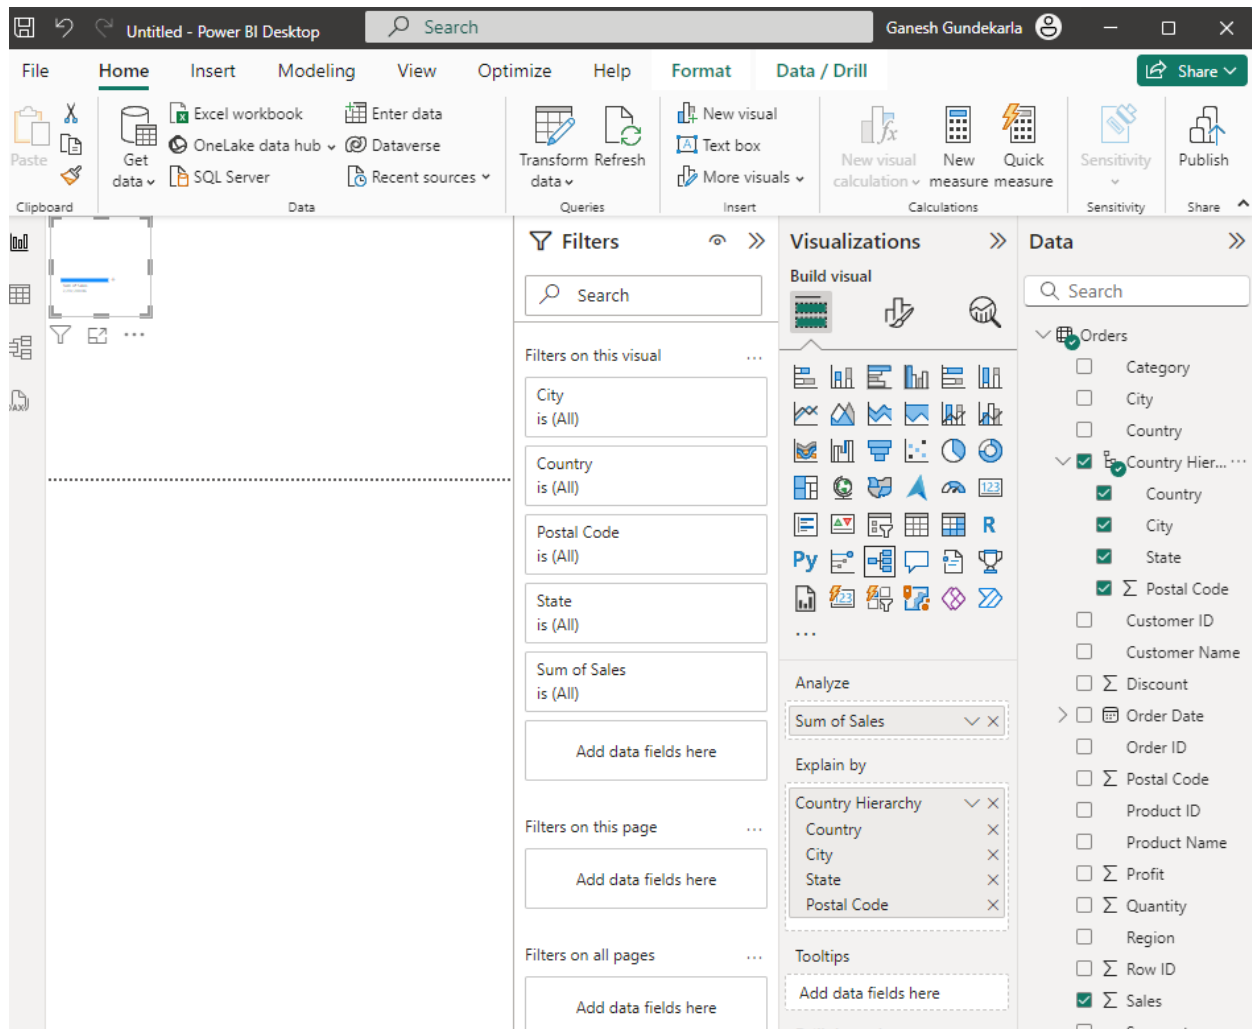 Untitled - Power BI Desktop
Search
Ganesh Gundekarla
File Home Insert Modeling View Optimize Help Format Data / Drill Share
Paste
Get data
Excel workbook
OneLake data hub
SQL Server
Enter data
Dataverse
Recent sources
Transform data
Refresh
New visual
Text box
More visuals
New visual calculation
New measure
Quick measure
Sensitivity
Publish
Clipboard Data Queries Insert Calculations Sensitivity Share
Filters
Search
Filters on this visual
City
is (All)
Country
is (All)
Postal Code
is (All)
State
is (All)
Sum of Sales
is (All)
Add data fields here
Filters on this page
Add data fields here
Filters on all pages
Add data fields here
Visualizations
Build visual
123
R
Py
123
Analyze
Sum of Sales
Explain by
Country Hierarchy
Country
City
State
Postal Code
Tooltips
Add data fields here
Data
Search
Orders
Category
City
Country
Country Hier...
Country
City
State
Postal Code
Customer ID
Customer Name
Discount
Order Date
Order ID
Postal Code
Product ID
Product Name
Profit
Quantity
Region
Row ID
Sales